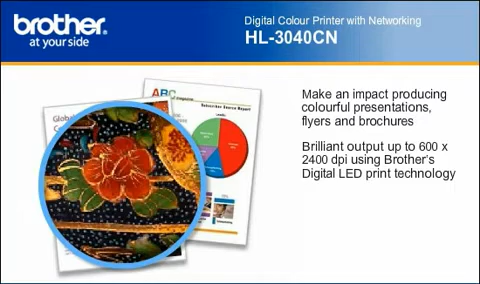 brother
at your side
Digital Colour Printer with Networking
HL-3040CN
Make an impact producing
colourful presentations,
flyers and brochures
Brilliant output up to 600 x
2400 dpi using Brother's
Digital LED print technology
ABC
Subscriber Source Report